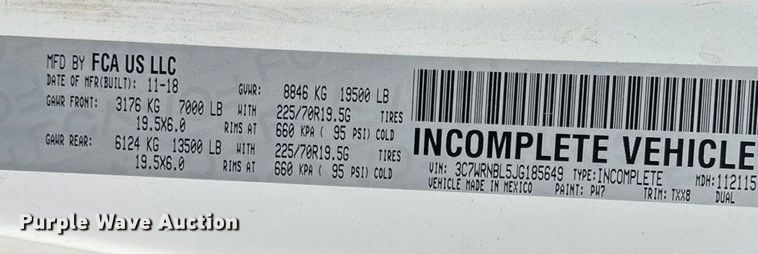 MFD BY FCA US LLC
DATE OF MFR(BUILT): 11-18 GVWR: 8846 KG 19500 LB
GAWR FRONT: 3176 KG 7000 LB WITH 225/70R19.5G TIRES
19.5X6.0 RIMS AT 660 KPA ( 95 PSI) COLD
GAWR REAR: 6124 KG 13500 LB WITH 225/70R19.5G TIRES
19.5X6.0 RIMS AT 660 KPA ( 95 PSI) COLD
INCOMPLETE VEHICLE
VIN: 3C7WRNBL5JG185649 TYPE: INCOMPLETE MDH: 112115
VEHICLE MADE IN MEXICO PAINT: PW7 TRIM: TXX8 DUAL
Purple Wave Auction